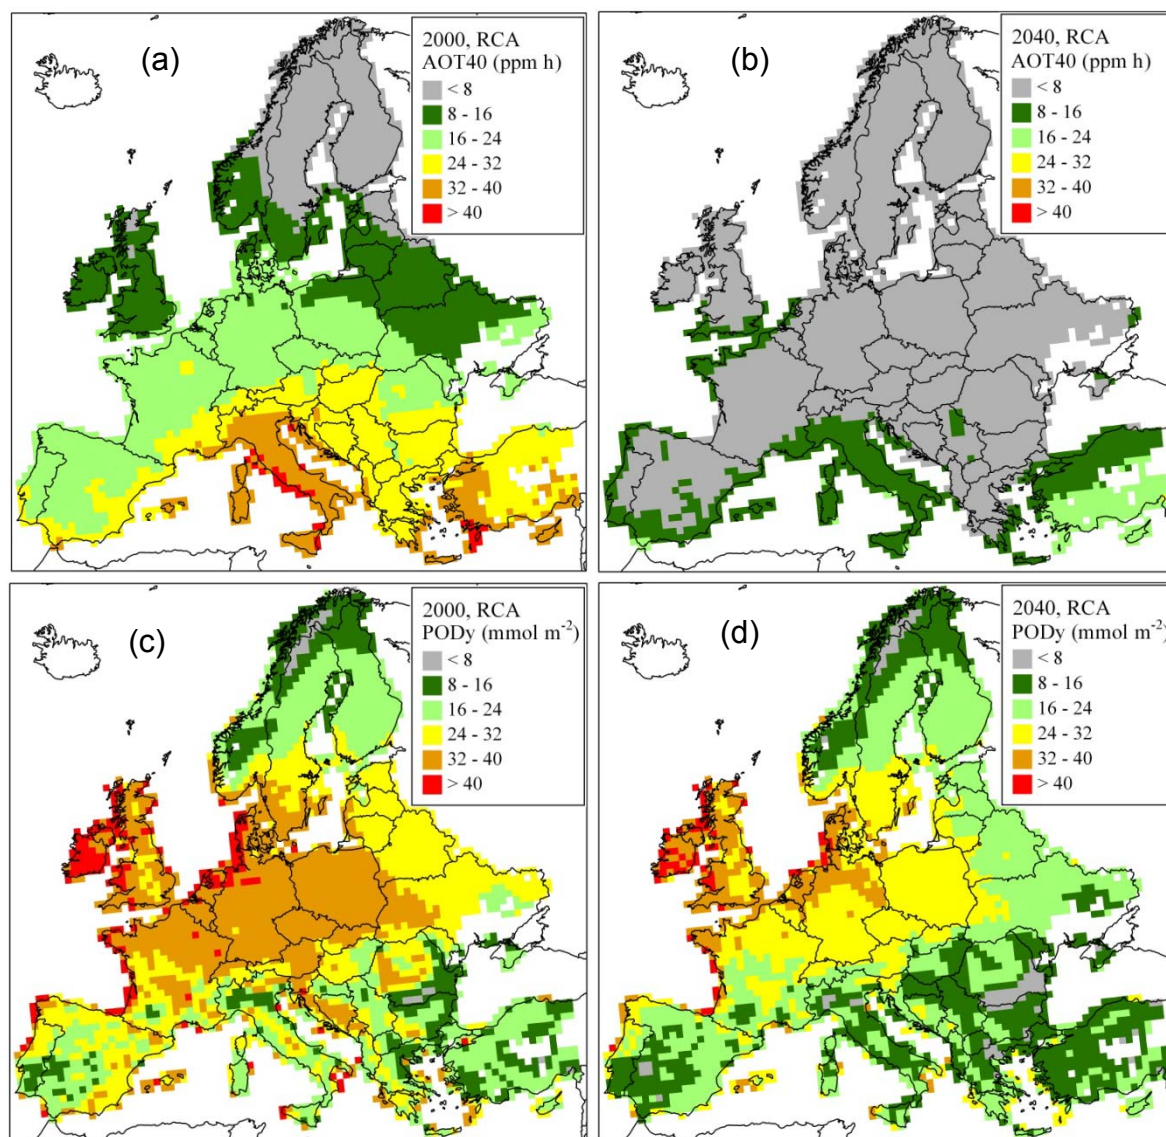 (a)
2000, RCA
AOT40 (ppm h)
< 8
8 - 16
16 - 24
24 - 32
32 - 40
> 40
(b)
2040, RCA
AOT40 (ppm h)
< 8
8 - 16
16 - 24
24 - 32
32 - 40
> 40
(c)
2000, RCA
PODy (mmol m⁻²)
< 8
8 - 16
16 - 24
24 - 32
32 - 40
> 40
(d)
2040, RCA
PODy (mmol m⁻²)
< 8
8 - 16
16 - 24
24 - 32
32 - 40
> 40